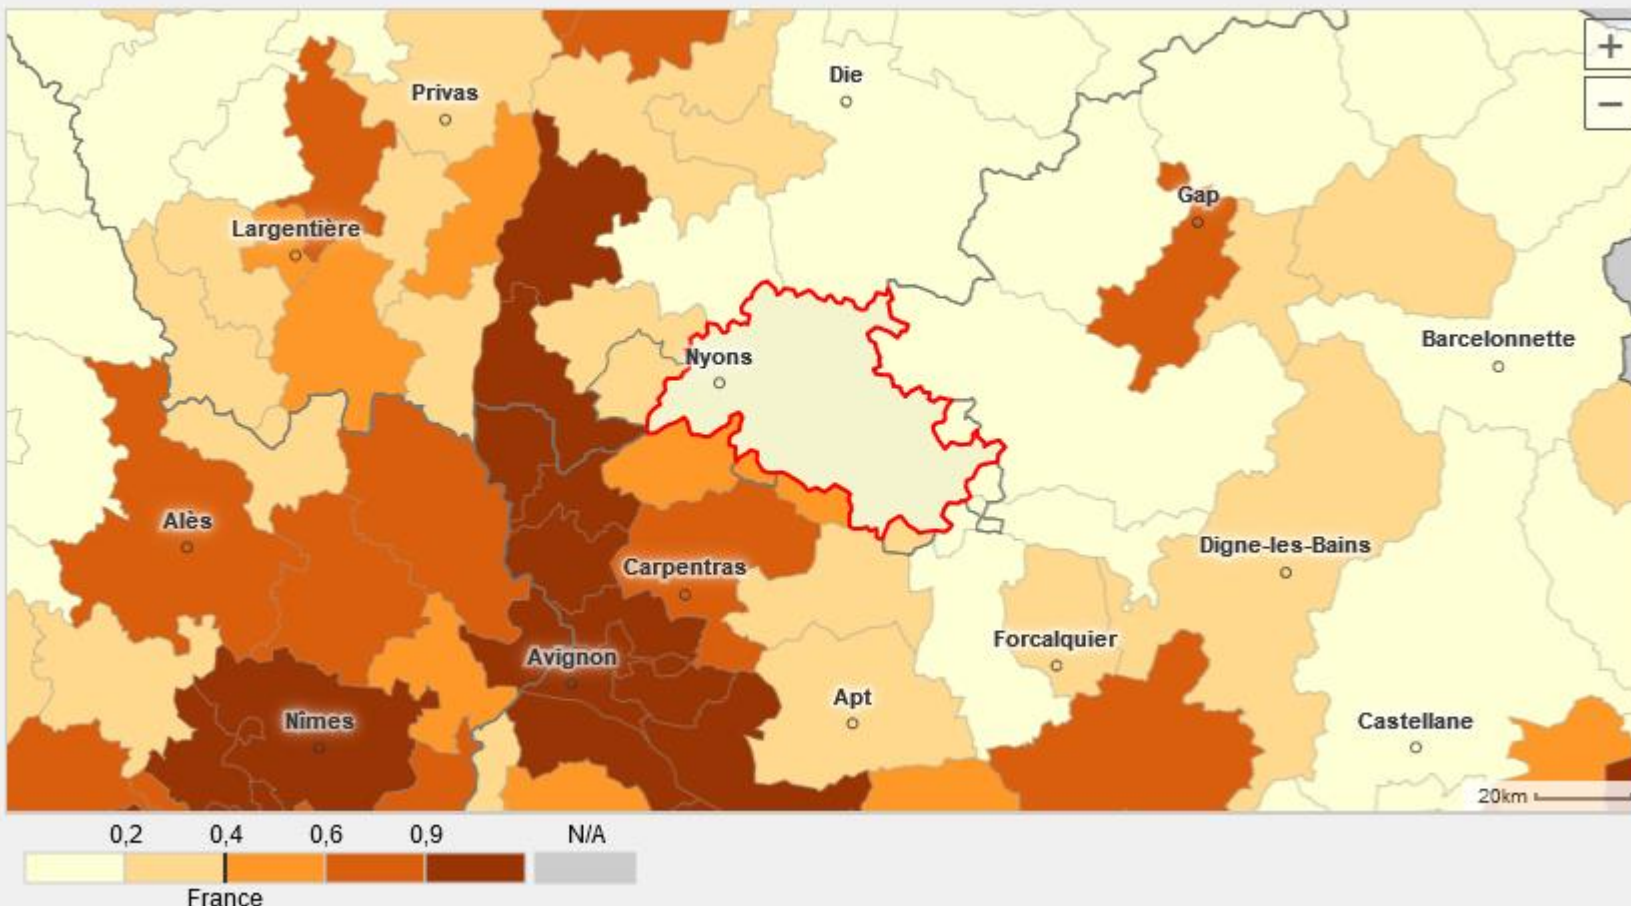 Die
Privas
Gap
Largentière
Barcelonnette
Nyons
Alès
Digne-les-Bains
Carpentras
Forcalquier
Avignon
Apt
Nîmes
Castellane
20km
0,2 0,4 0,6 0,9 N/A
France